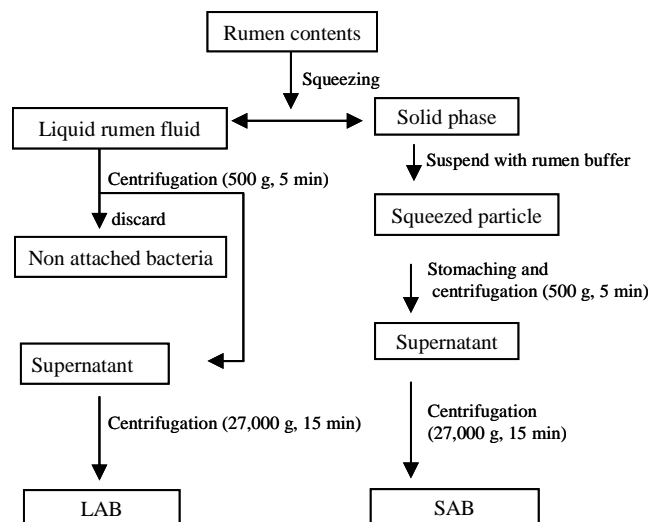 Rumen contents
Squeezing
Liquid rumen fluid
Solid phase
Centrifugation (500 g, 5 min)
Suspend with rumen buffer
discard
Squeezed particle
Non attached bacteria
Stomaching and
centrifugation (500 g, 5 min)
Supernatant
Supernatant
Centrifugation (27,000 g, 15 min)
Centrifugation
(27,000 g, 15 min)
LAB
SAB